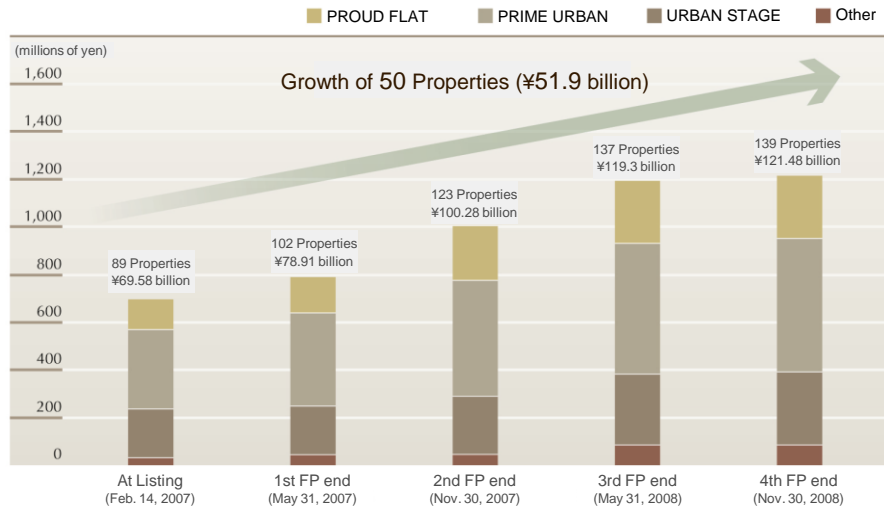 PROUD FLAT PRIME URBAN URBAN STAGE Other
(millions of yen)
1,600
1,400
1,200
1,000
800
600
400
200
0
Growth of 50 Properties (¥51.9 billion)
89 Properties
¥69.58 billion
102 Properties
¥78.91 billion
123 Properties
¥100.28 billion
137 Properties
¥119.3 billion
139 Properties
¥121.48 billion
At Listing
(Feb. 14, 2007)
1st FP end
(May 31, 2007)
2nd FP end
(Nov. 30, 2007)
3rd FP end
(May 31, 2008)
4th FP end
(Nov. 30, 2008)